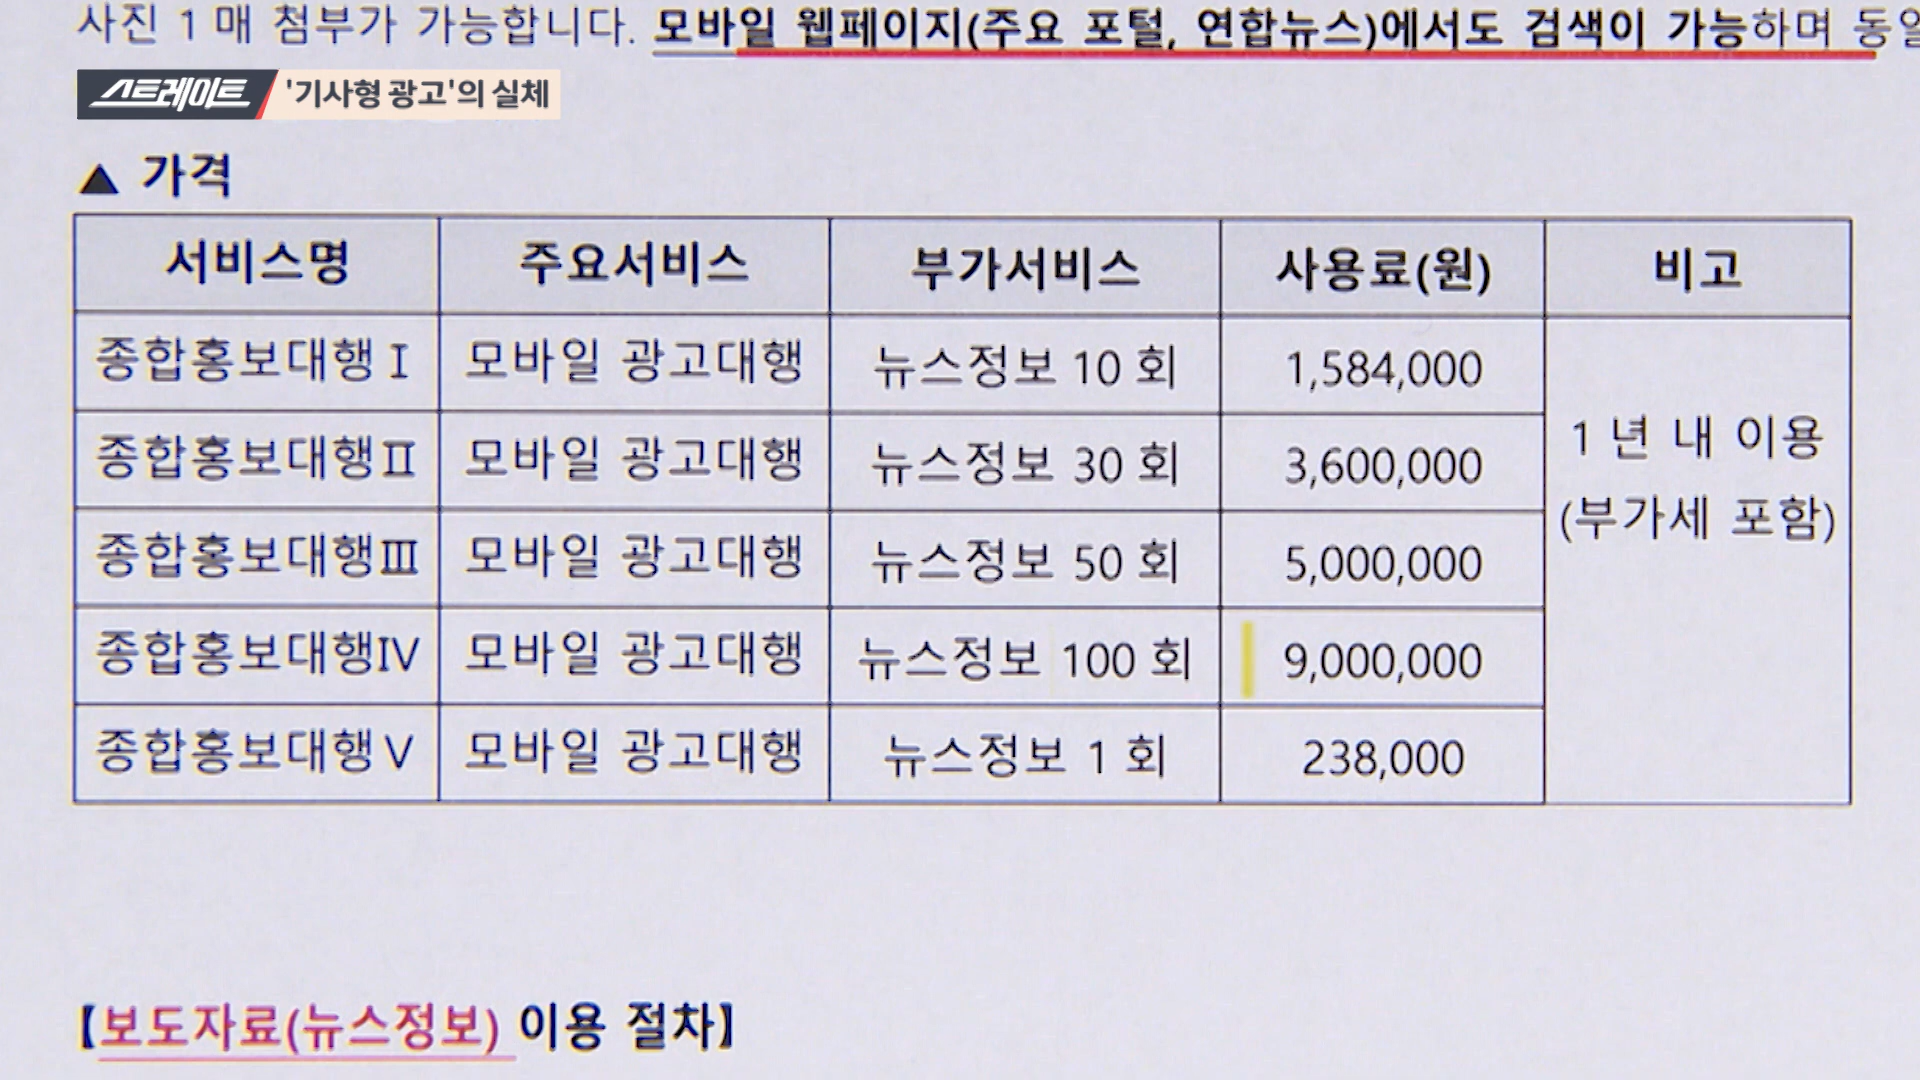 사진 1 매 첨부가 가능합니다. 모바일 웹페이지(주요 포털, 연합뉴스)에서도 검색이 가능하며 동일
스트레이트 '기사형 광고'의 실체
▲ 가격
서비스명 주요서비스 부가서비스 사용료(원) 비고
종합홍보대행Ⅰ 모바일 광고대행 뉴스정보 10 회 1,584,000
종합홍보대행Ⅱ 모바일 광고대행 뉴스정보 30 회 3,600,000
종합홍보대행Ⅲ 모바일 광고대행 뉴스정보 50 회 5,000,000
종합홍보대행Ⅳ 모바일 광고대행 뉴스정보 100 회 9,000,000
종합홍보대행Ⅴ 모바일 광고대행 뉴스정보 1 회 238,000
1 년 내 이용
(부가세 포함)
【보도자료(뉴스정보) 이용 절차】